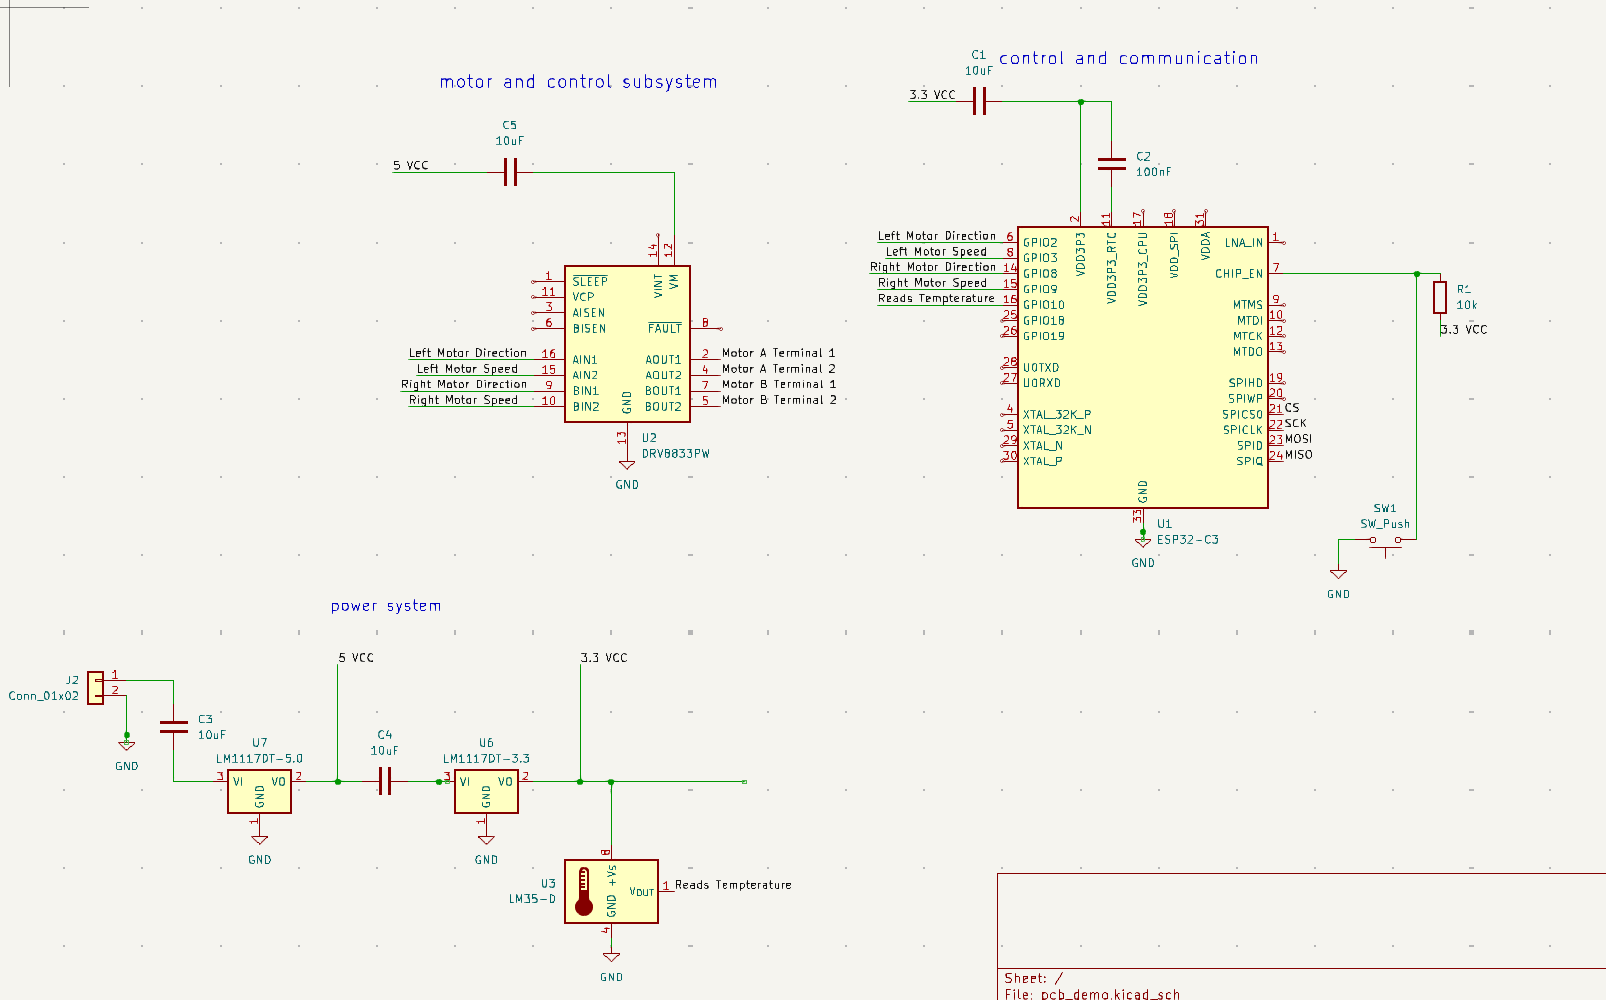 motor and control subsystem
C5
10uF
5 VCC
14
12
VINT
VM
1 SLEEP
11 VCP
3 AISEN
6 BISEN
FAULT 8
Left Motor Direction 16 AIN1
Left Motor Speed 15 AIN2
Right Motor Direction 9 BIN1
Right Motor Speed 10 BIN2
AOUT1 2 Motor A Terminal 1
AOUT2 4 Motor A Terminal 2
BOUT1 7 Motor B Terminal 1
BOUT2 5 Motor B Terminal 2
GND
13
U2
DRV8833PW
GND
control and communication
C1
10uF
3.3 VCC
C2
100nF
2
11
17
18
31
VDD3P3
VDD3P3_RTC
VDD3P3_CPU
VDD_SPI
VDDA
Left Motor Direction 6 GPIO2
Left Motor Speed 8 GPIO3
Right Motor Direction 14 GPIO8
Right Motor Speed 15 GPIO9
Reads Tempterature 16 GPIO10
25 GPIO18
26 GPIO19
28 U0TXD
27 U0RXD
4 XTAL_32K_P
5 XTAL_32K_N
29 XTAL_N
30 XTAL_P
LNA_IN 1
CHIP_EN 7
MTMS 9
MTDI 10
MTCK 12
MTDO 13
SPIHD 19
SPIWP 20
SPICS0 21 CS
SPICLK 22 SCK
SPID 23 MOSI
SPIQ 24 MISO
GND
33
U1
ESP32-C3
GND
R1
10k
3.3 VCC
SW1
SW_Push
GND
power system
J2
Conn_01x02
1
2
GND
C3
10uF
U7
LM1117DT-5.0
3 VI VO 2
GND
1
GND
5 VCC
C4
10uF
U6
LM1117DT-3.3
3 VI VO 2
GND
1
GND
3.3 VCC
8
+Vs
U3
LM35-D
VOUT 1 Reads Tempterature
GND
4
GND
Sheet: /
File: pcb_demo.kicad_sch